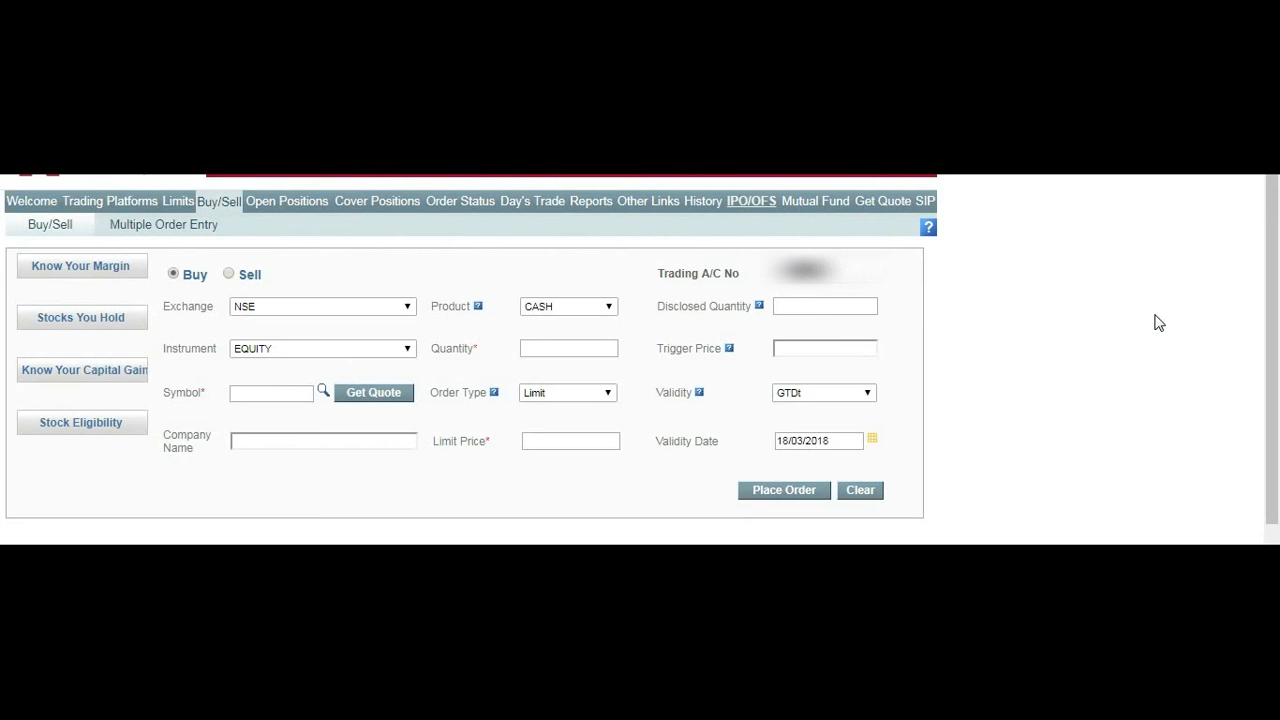 Welcome Trading Platforms Limits Buy/Sell Open Positions Cover Positions Order Status Day's Trade Reports Other Links History IPO/OFS Mutual Fund Get Quote SIP
Buy/Sell Multiple Order Entry ?
Know Your Margin
Stocks You Hold
Know Your Capital Gain
Stock Eligibility
Buy Sell Trading A/C No
Exchange NSE Product ? CASH Disclosed Quantity ?
Instrument EQUITY Quantity* Trigger Price ?
Symbol* Get Quote Order Type ? Limit Validity ? GTDt
Company Name Limit Price* Validity Date 18/03/2018
Place Order Clear